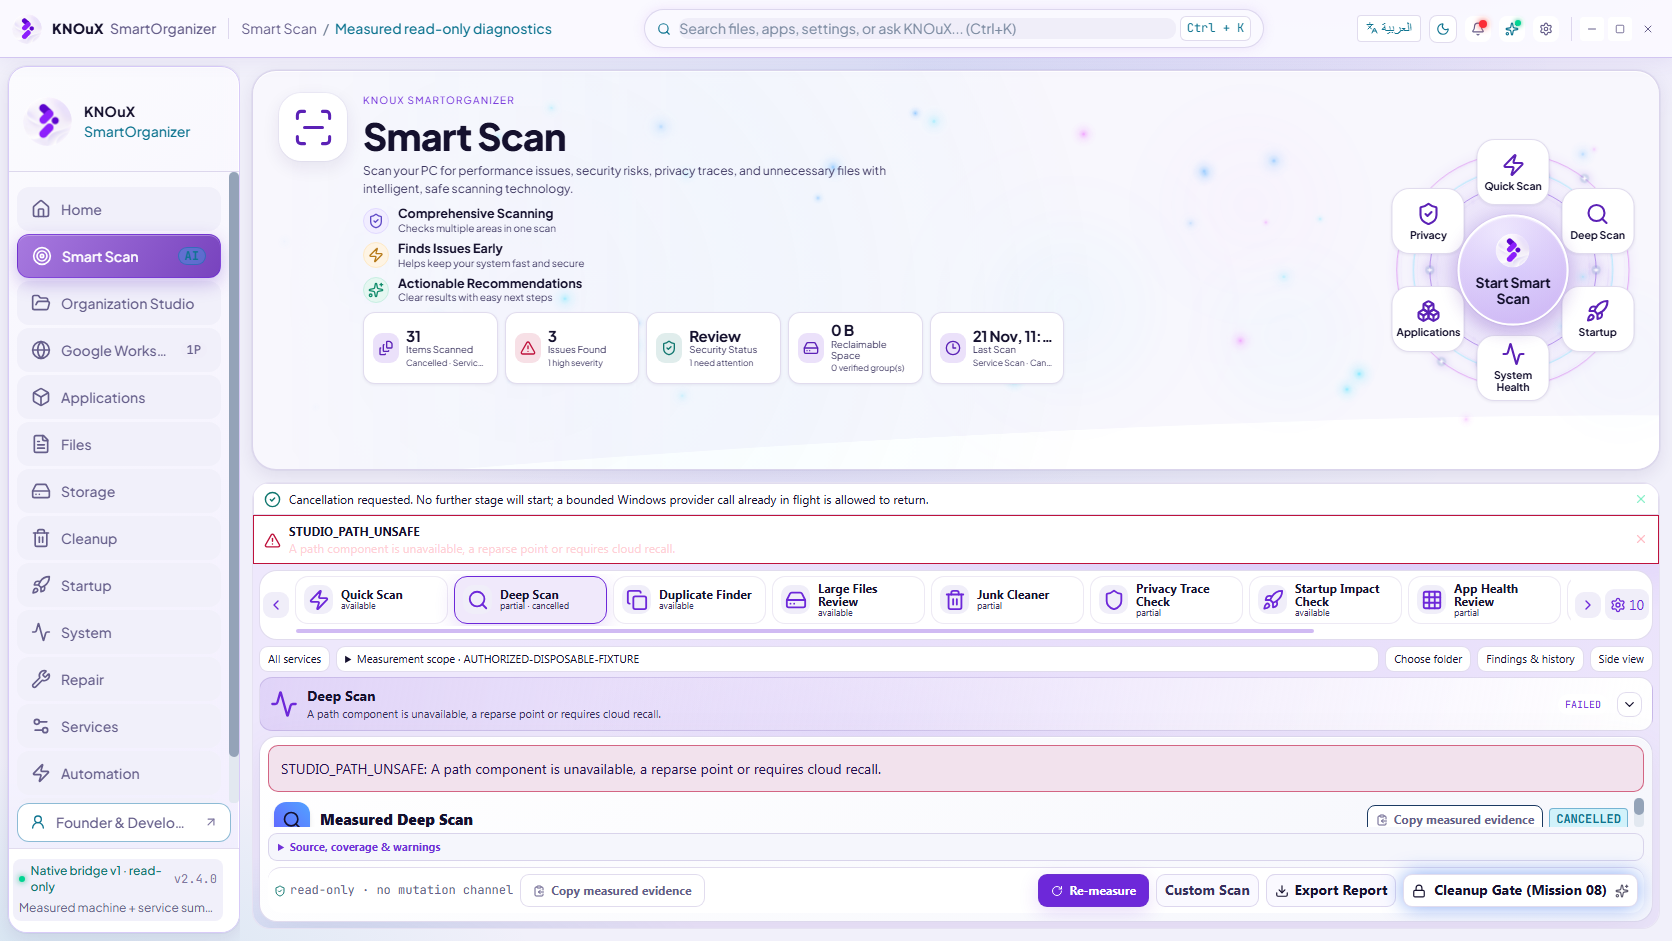 KNOuX SmartOrganizer
Smart Scan / Measured read-only diagnostics
Search files, apps, settings, or ask KNOuX... (Ctrl+K)
Ctrl + K
العربية
KNOuX
SmartOrganizer
Home
Smart Scan AI
Organization Studio
Google Works... 1P
Applications
Files
Storage
Cleanup
Startup
System
Repair
Services
Automation
Founder & Develo...
Native bridge v1 · read-only v2.4.0
Measured machine + service sum...
KNOUX SMARTORGANIZER
Smart Scan
Scan your PC for performance issues, security risks, privacy traces, and unnecessary files with
intelligent, safe scanning technology.
Comprehensive Scanning
Checks multiple areas in one scan
Finds Issues Early
Helps keep your system fast and secure
Actionable Recommendations
Clear results with easy next steps
31
Items Scanned
Cancelled · Servic...
3
Issues Found
1 high severity
Review
Security Status
1 need attention
0 B
Reclaimable
Space
0 verified group(s)
21 Nov, 11:...
Last Scan
Service Scan · Can...
Quick Scan
Privacy
Deep Scan
Start Smart
Scan
Applications
Startup
System
Health
Cancellation requested. No further stage will start; a bounded Windows provider call already in flight is allowed to return.
STUDIO_PATH_UNSAFE
A path component is unavailable, a reparse point or requires cloud recall.
Quick Scan
available
Deep Scan
partial · cancelled
Duplicate Finder
available
Large Files
Review
available
Junk Cleaner
partial
Privacy Trace
Check
partial
Startup Impact
Check
available
App Health
Review
partial
10
All services
Measurement scope · AUTHORIZED-DISPOSABLE-FIXTURE
Choose folder
Findings & history
Side view
Deep Scan
A path component is unavailable, a reparse point or requires cloud recall.
FAILED
STUDIO_PATH_UNSAFE: A path component is unavailable, a reparse point or requires cloud recall.
Measured Deep Scan
Copy measured evidence
CANCELLED
Source, coverage & warnings
read-only · no mutation channel
Copy measured evidence
Re-measure
Custom Scan
Export Report
Cleanup Gate (Mission 08)